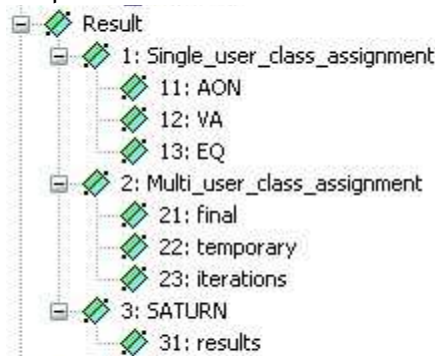 Result
1: Single_user_class_assignment
11: AON
12: VA
13: EQ
2: Multi_user_class_assignment
21: final
22: temporary
23: iterations
3: SATURN
31: results